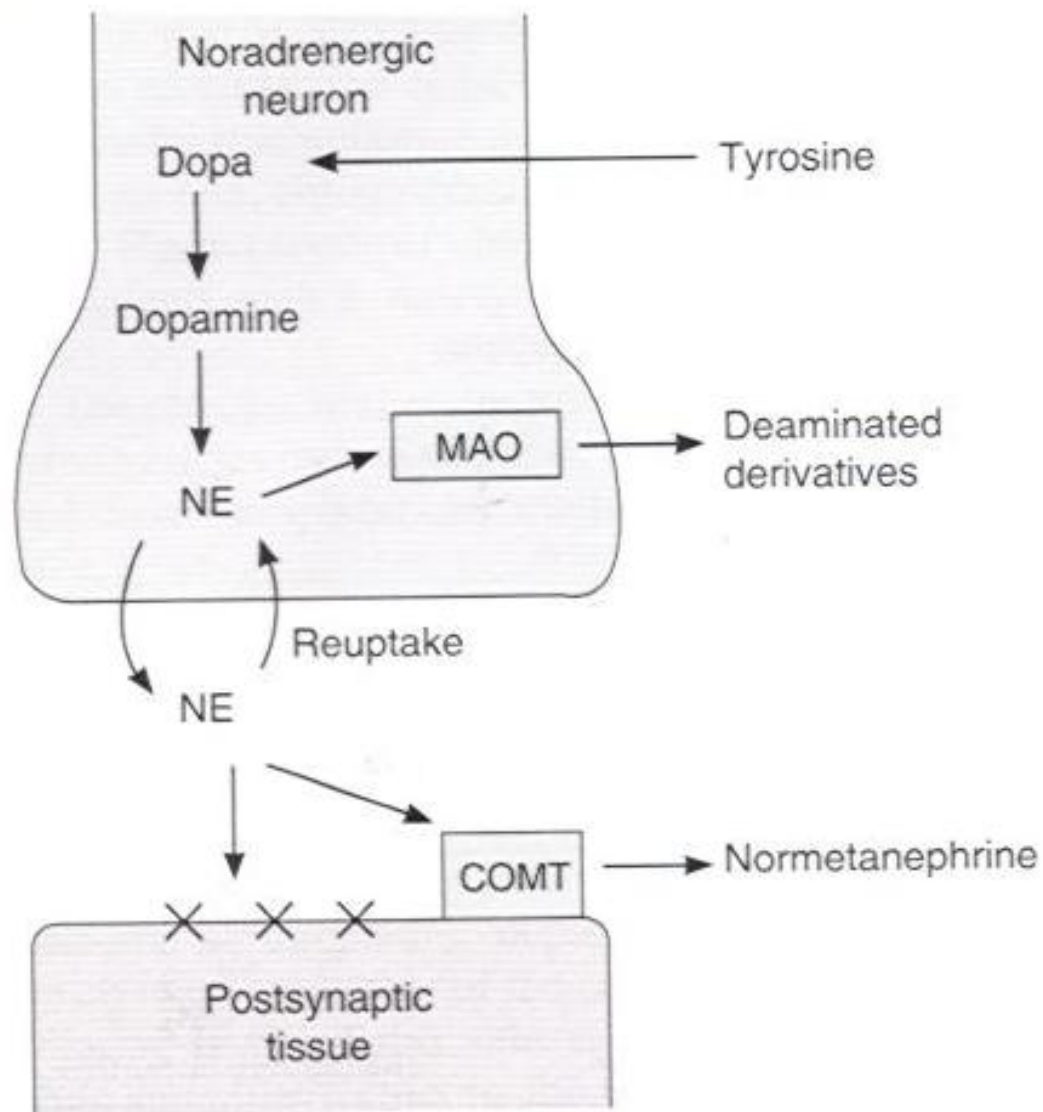 Noradrenergic
neuron
Dopa
Tyrosine
Dopamine
MAO
Deaminated
derivatives
NE
Reuptake
NE
COMT
Normetanephrine
Postsynaptic
tissue